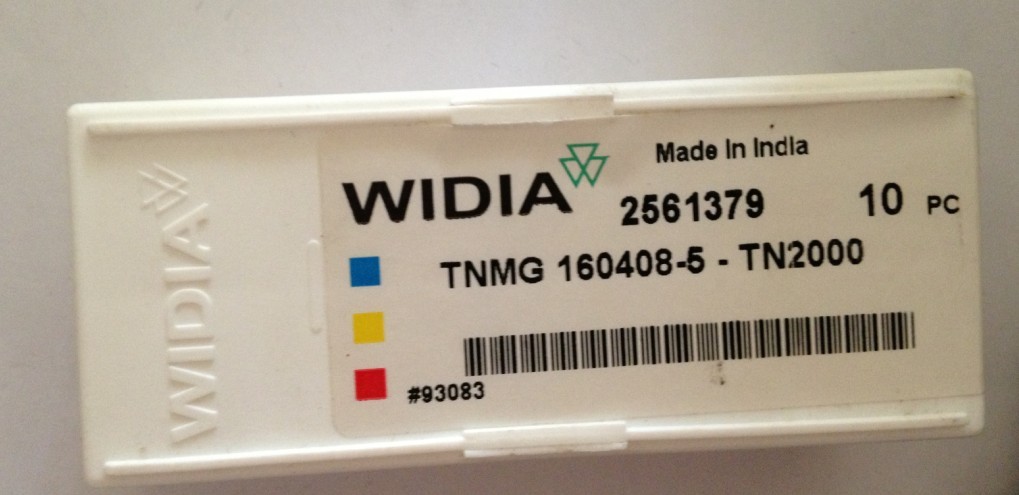 WIDIA
WIDIA
Made In India
2561379 10 PC
TNMG 160408-5 - TN2000
#93083